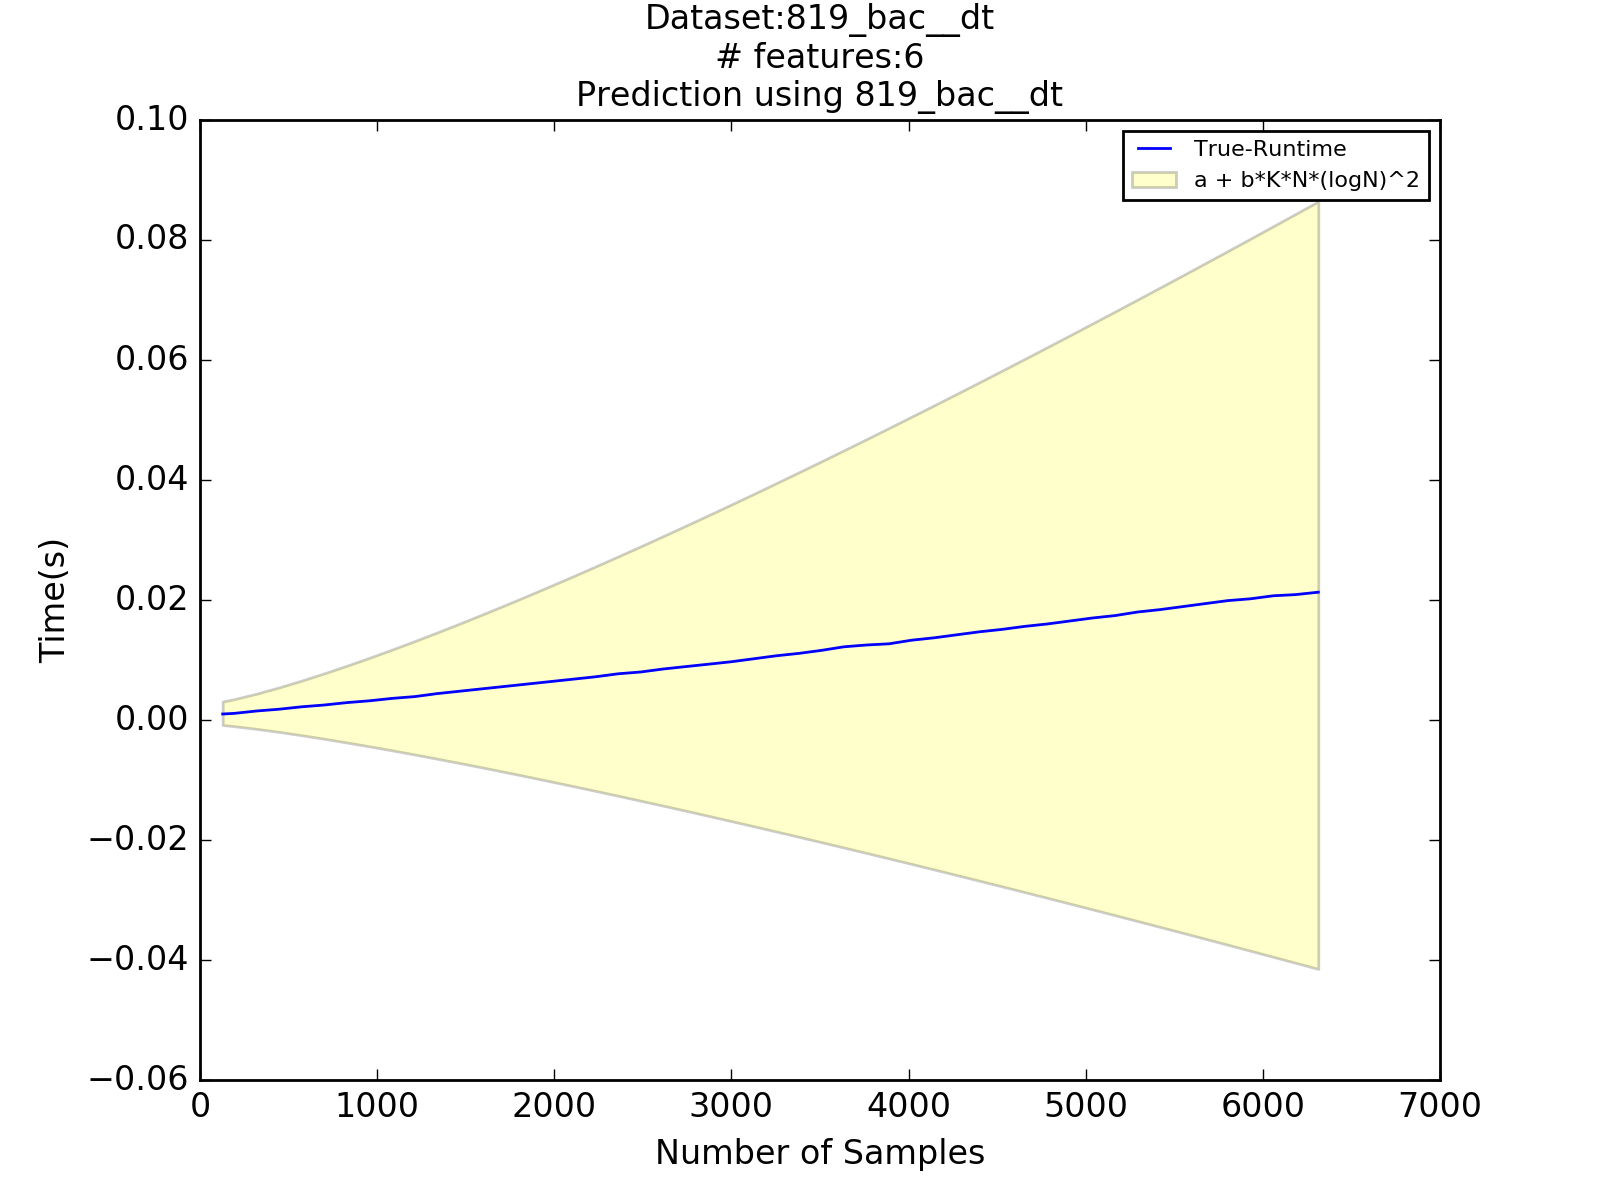 Dataset:819_bac__dt
# features:6
Prediction using 819_bac__dt
True-Runtime
a + b*K*N*(logN)^2
0.10
0.08
0.06
0.04
0.02
0.00
−0.02
−0.04
−0.06
Time(s)
0 1000 2000 3000 4000 5000 6000 7000
Number of Samples